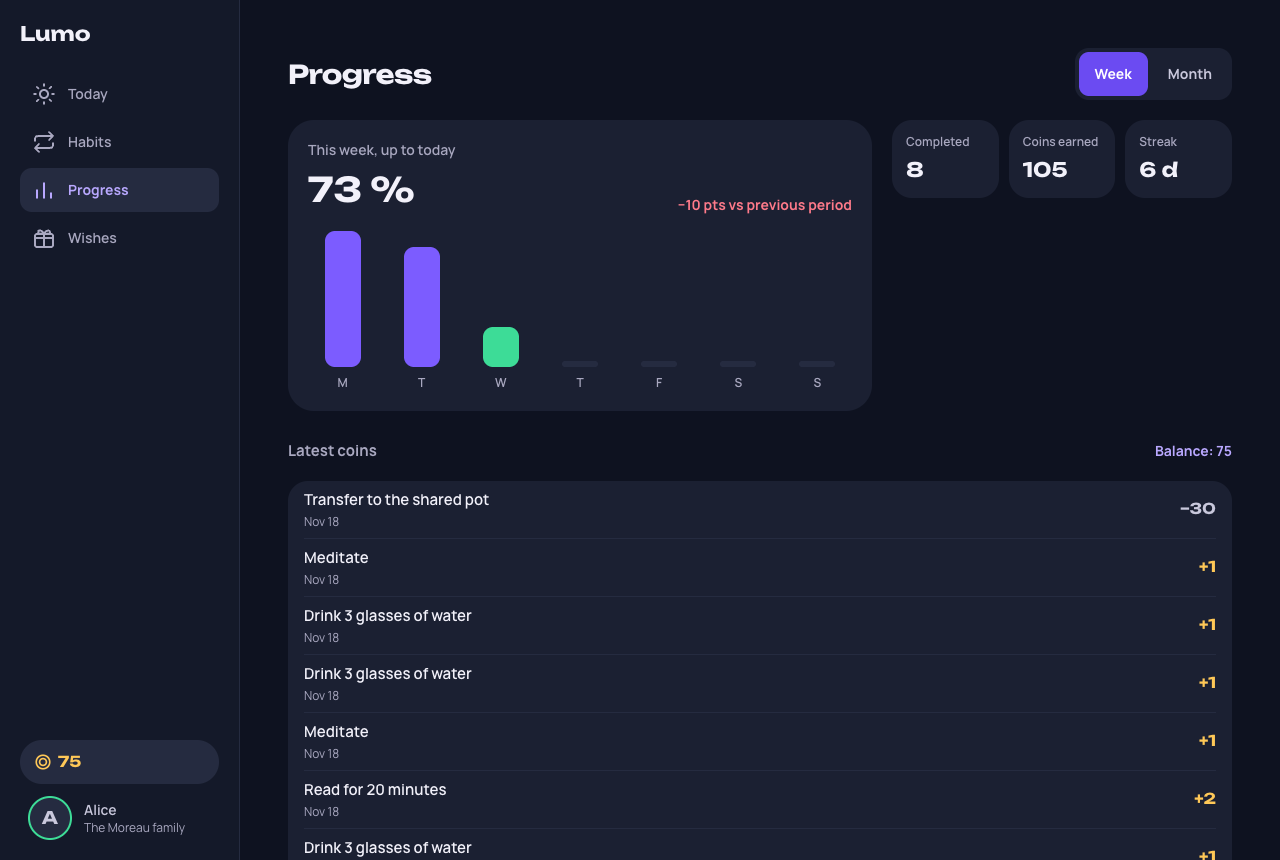 Lumo
Today
Habits
Progress
Wishes
75
A
Alice
The Moreau family
Progress
Week
Month
This week, up to today
73 %
−10 pts vs previous period
M
T
W
T
F
S
S
Completed
8
Coins earned
105
Streak
6 d
Latest coins
Balance: 75
Transfer to the shared pot
Nov 18
−30
Meditate
Nov 18
+1
Drink 3 glasses of water
Nov 18
+1
Drink 3 glasses of water
Nov 18
+1
Meditate
Nov 18
+1
Read for 20 minutes
Nov 18
+2
Drink 3 glasses of water
+1